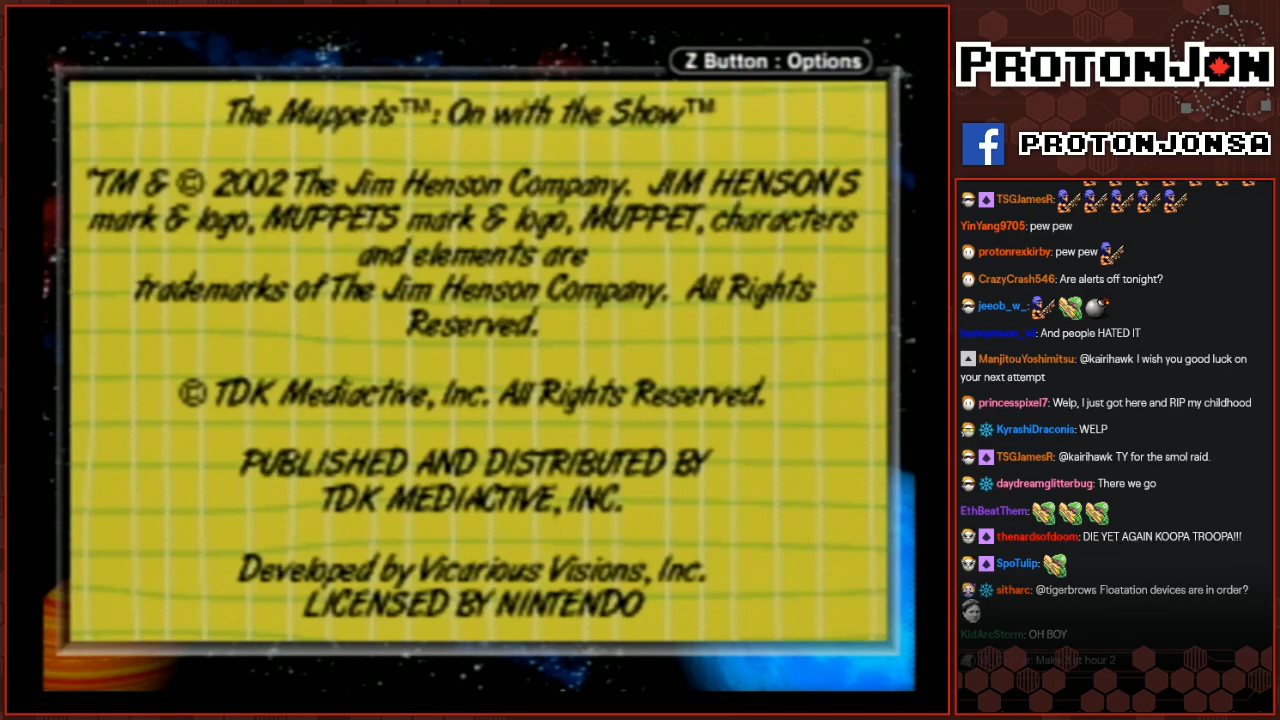 Z Button : Options
The Muppets™: On with the Show™
"TM & © 2002 The Jim Henson Company. JIM HENSON'S
mark & logo, MUPPETS mark & logo, MUPPET, characters
and elements are
trademarks of The Jim Henson Company. All Rights
Reserved.
© TDK Mediactive, Inc. All Rights Reserved.
PUBLISHED AND DISTRIBUTED BY
TDK MEDIACTIVE, INC.
Developed by Vicarious Visions, Inc.
LICENSED BY NINTENDO
PROTONJON
f PROTONJONSA
TSGJamesR:
YinYang9705: pew pew
protonrexkirby: pew pew
CrazyCrash546: Are alerts off tonight?
jeeob_w_:
: And people HATED IT
ManjitouYoshimitsu: @kairihawk I wish you good luck on
your next attempt
princesspixel7: Welp, I just got here and RIP my childhood
KyrashiDraconis: WELP
TSGJamesR: @kairihawk TY for the smol raid.
daydreamglitterbug: There we go
EthBeatThem:
thenardsofdoom: DIE YET AGAIN KOOPA TROOPA!!!
SpoTulip:
sitharc: @tigerbrows Floatation devices are in order?
KidArcStorm: OH BOY
: Make at hour 2